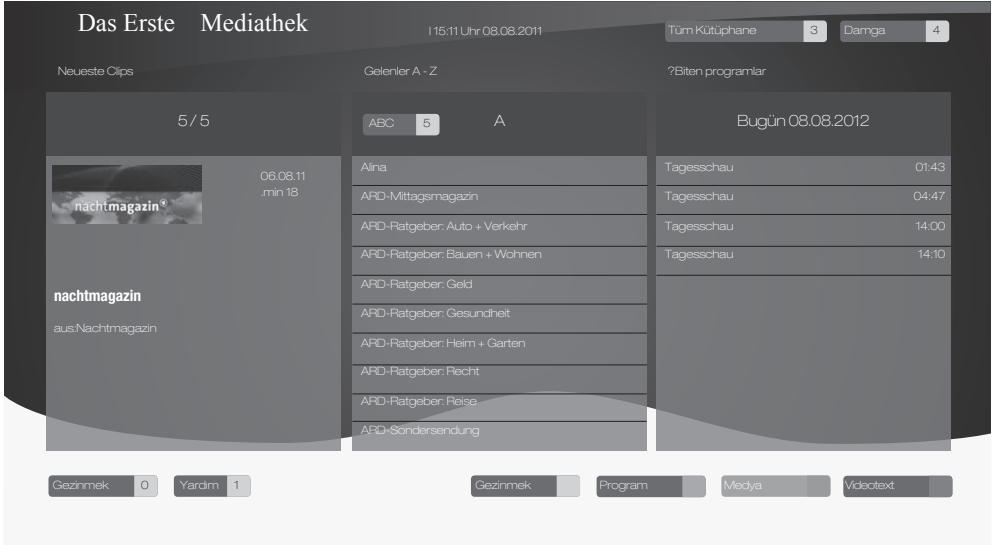 Das Erste Mediathek
I 15:11 Uhr 08.08.2011
Tüm Kütüphane 3
Damga 4
Neueste Clips
Gelenler A - Z
?Biten programlar
5 / 5
ABC 5
A
Bugün 08.08.2012
06.08.11
.min 18
nachtmagazin
nachtmagazin
aus:Nachtmagazin
Alina
ARD-Mittagsmagazin
ARD-Ratgeber: Auto + Verkehr
ARD-Ratgeber: Bauen + Wohnen
ARD-Ratgeber: Geld
ARD-Ratgeber: Gesundheit
ARD-Ratgeber: Heim + Garten
ARD-Ratgeber: Recht
ARD-Ratgeber: Reise
ARD-Sondersendung
Tagesschau 01:43
Tagesschau 04:47
Tagesschau 14:00
Tagesschau 14:10
Gezinmek 0
Yardim 1
Gezinmek
Program
Medya
Videotext